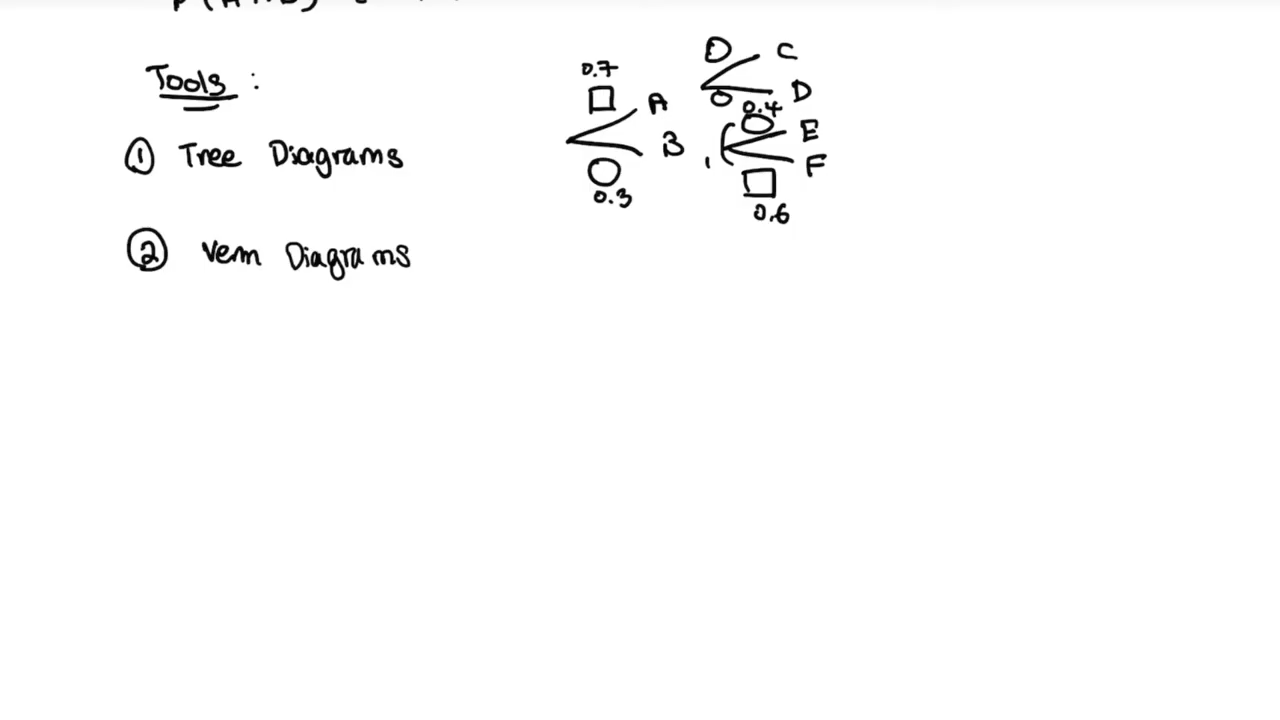 Tools :
① Tree Diagrams
② Venn Diagrams
0.7
A
B
0.3
C
D
0.4
E
F
0.6